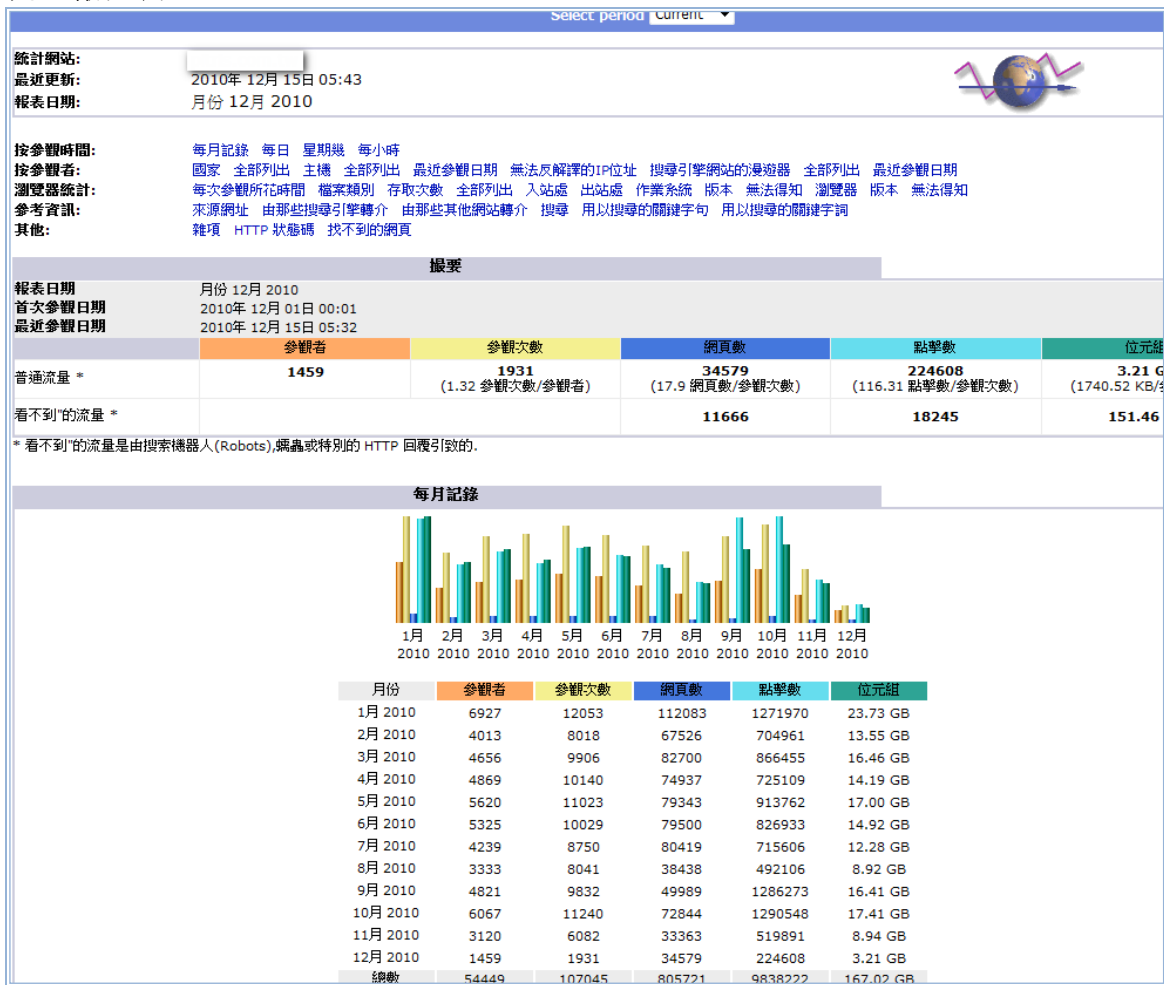 Select period Current
統計網站:
最近更新: 2010年 12月 15日 05:43
報表日期: 月份 12月 2010
按參觀時間: 每月記錄 每日 星期幾 每小時
按參觀者: 國家 全部列出 主機 全部列出 最近參觀日期 無法反解譯的IP位址 搜尋引擎網站的漫遊器 全部列出 最近參觀日期
瀏覽器統計: 每次參觀所花時間 檔案類別 存取次數 全部列出 入站處 出站處 作業系統 版本 無法得知 瀏覽器 版本 無法得知
參考資訊: 來源網址 由那些搜尋引擎轉介 由那些其他網站轉介 搜尋 用以搜尋的關鍵字句 用以搜尋的關鍵字詞
其他: 雜項 HTTP 狀態碼 找不到的網頁
撮要
報表日期 月份 12月 2010
首次參觀日期 2010年 12月 01日 00:01
最近參觀日期 2010年 12月 15日 05:32
參觀者 參觀次數 網頁數 點擊數 位元組
普通流量 * 1459 1931 34579 224608 3.21 G
(1.32 參觀次數/參觀者) (17.9 網頁數/參觀次數) (116.31 點擊數/參觀次數) (1740.52 KB/
看不到"的流量 * 11666 18245 151.46
* 看不到"的流量是由搜索機器人(Robots),蠕蟲或特別的 HTTP 回覆引致的.
每月記錄
1月 2月 3月 4月 5月 6月 7月 8月 9月 10月 11月 12月
2010 2010 2010 2010 2010 2010 2010 2010 2010 2010 2010 2010
月份 參觀者 參觀次數 網頁數 點擊數 位元組
1月 2010 6927 12053 112083 1271970 23.73 GB
2月 2010 4013 8018 67526 704961 13.55 GB
3月 2010 4656 9906 82700 866455 16.46 GB
4月 2010 4869 10140 74937 725109 14.19 GB
5月 2010 5620 11023 79343 913762 17.00 GB
6月 2010 5325 10029 79500 826933 14.92 GB
7月 2010 4239 8750 80419 715606 12.28 GB
8月 2010 3333 8041 38438 492106 8.92 GB
9月 2010 4821 9832 49989 1286273 16.41 GB
10月 2010 6067 11240 72844 1290548 17.41 GB
11月 2010 3120 6082 33363 519891 8.94 GB
12月 2010 1459 1931 34579 224608 3.21 GB
總數 54449 107045 805721 9838222 167.02 GB